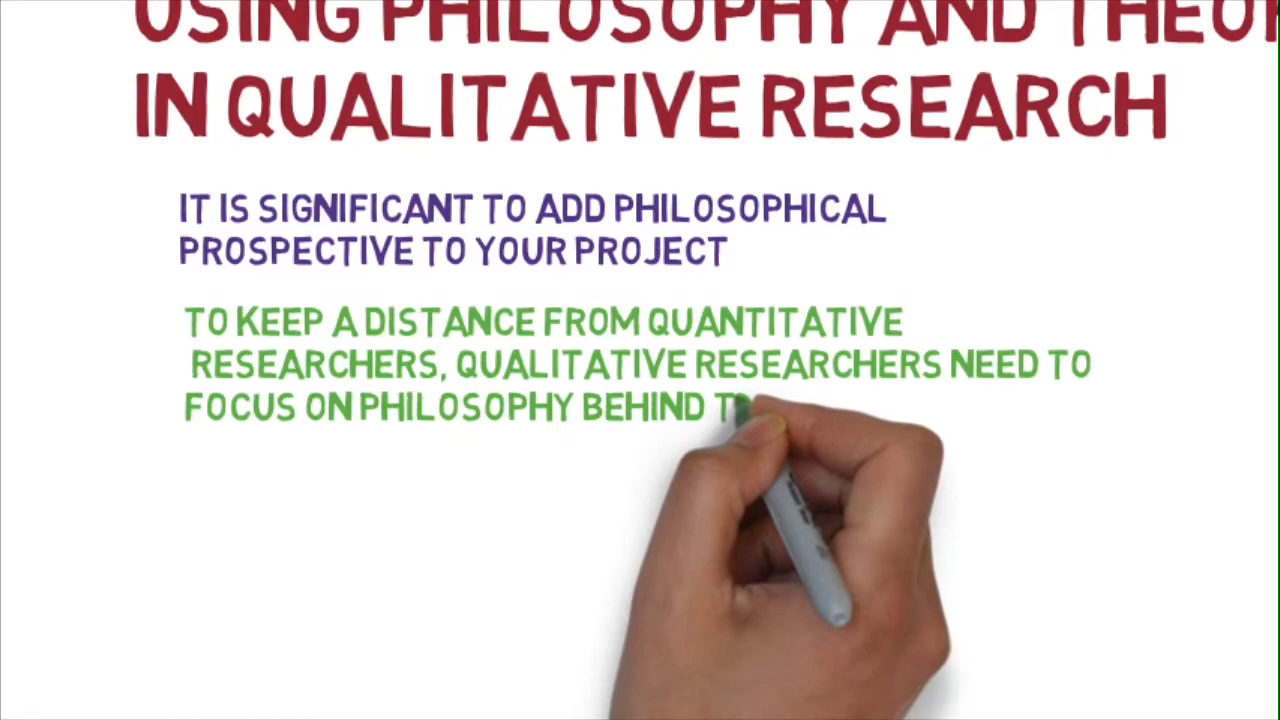 USING PHILOSOPHY AND
IN QUALITATIVE RESEARCH
IT IS SIGNIFICANT TO ADD PHILOSOPHICAL
PROSPECTIVE TO YOUR PROJECT
TO KEEP A DISTANCE FROM QUANTITATIVE
RESEARCHERS, QUALITATIVE RESEARCHERS NEED TO
FOCUS ON PHILOSOPHY BEHIND